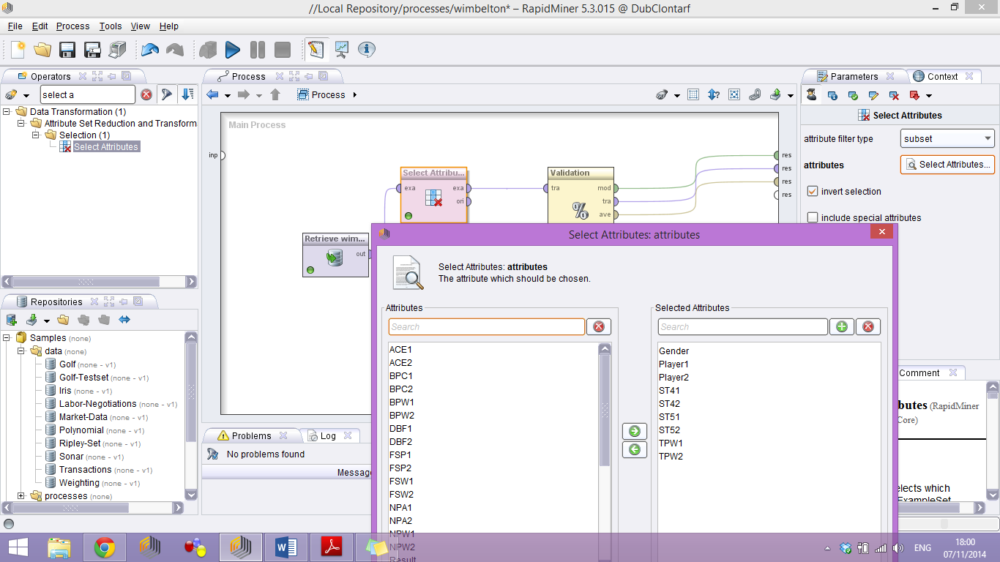 //Local Repository/processes/wimbelton* – RapidMiner 5.3.015 @ DubClontarf
File Edit Process Tools View Help
Operators
select a
Data Transformation (1)
Attribute Set Reduction and Transform
Selection (1)
Select Attributes
Repositories
Samples (none)
data (none)
Golf (none - v1)
Golf-Testset (none - v1)
Iris (none - v1)
Labor-Negotiations (none - v1)
Market-Data (none - v1)
Polynomial (none - v1)
Ripley-Set (none - v1)
Sonar (none - v1)
Transactions (none - v1)
Weighting (none - v1)
processes (none)
Process
Process
Main Process
inp
Select Attribu...
exa exa
ori
Validation
tra mod
tra
ave
res
res
res
res
Retrieve wim...
out
Problems Log
No problems found
Messag
Parameters Context
Select Attributes
attribute filter type subset
attributes Select Attributes...
invert selection
include special attributes
Comment
butes (RapidMiner
Core)
elects which
ExampleSet
Select Attributes: attributes
Select Attributes: attributes
The attribute which should be chosen.
Attributes
Search
ACE1
ACE2
BPC1
BPC2
BPW1
BPW2
DBF1
DBF2
FSP1
FSP2
FSW1
FSW2
NPA1
NPA2
NPW1
NPW2
Result
Selected Attributes
Search
Gender
Player1
Player2
ST41
ST42
ST51
ST52
TPW1
TPW2
ENG
18:00
07/11/2014